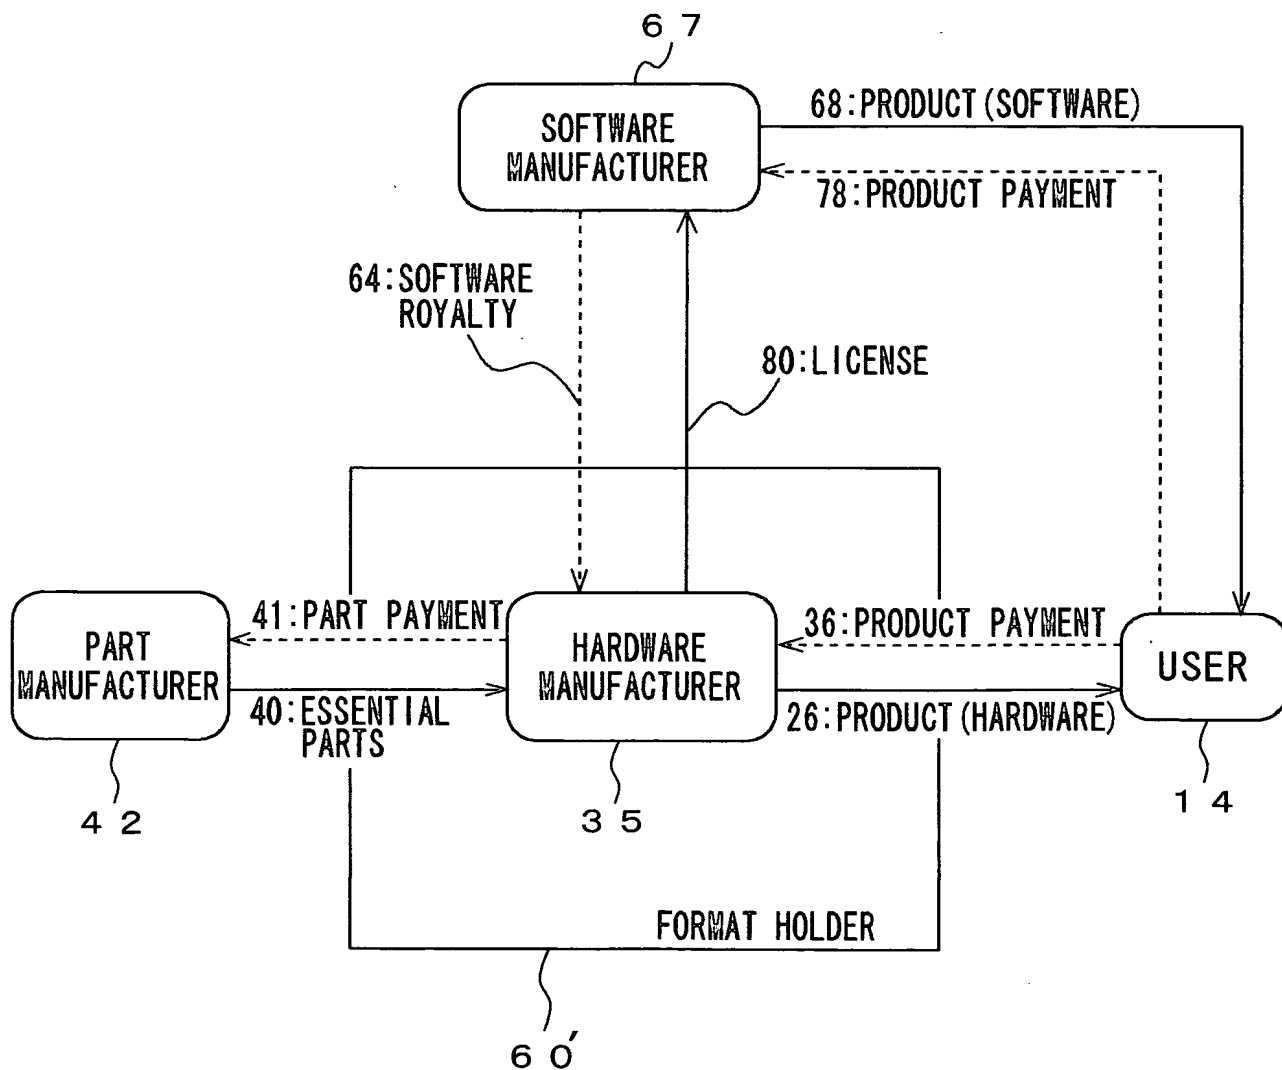 67
SOFTWARE
MANUFACTURER
68:PRODUCT(SOFTWARE)
78:PRODUCT PAYMENT
64:SOFTWARE
ROYALTY
80:LICENSE
41:PART PAYMENT
36:PRODUCT PAYMENT
PART
MANUFACTURER
HARDWARE
MANUFACTURER
USER
40:ESSENTIAL
PARTS
26:PRODUCT(HARDWARE)
42
35
14
FORMAT HOLDER
60'